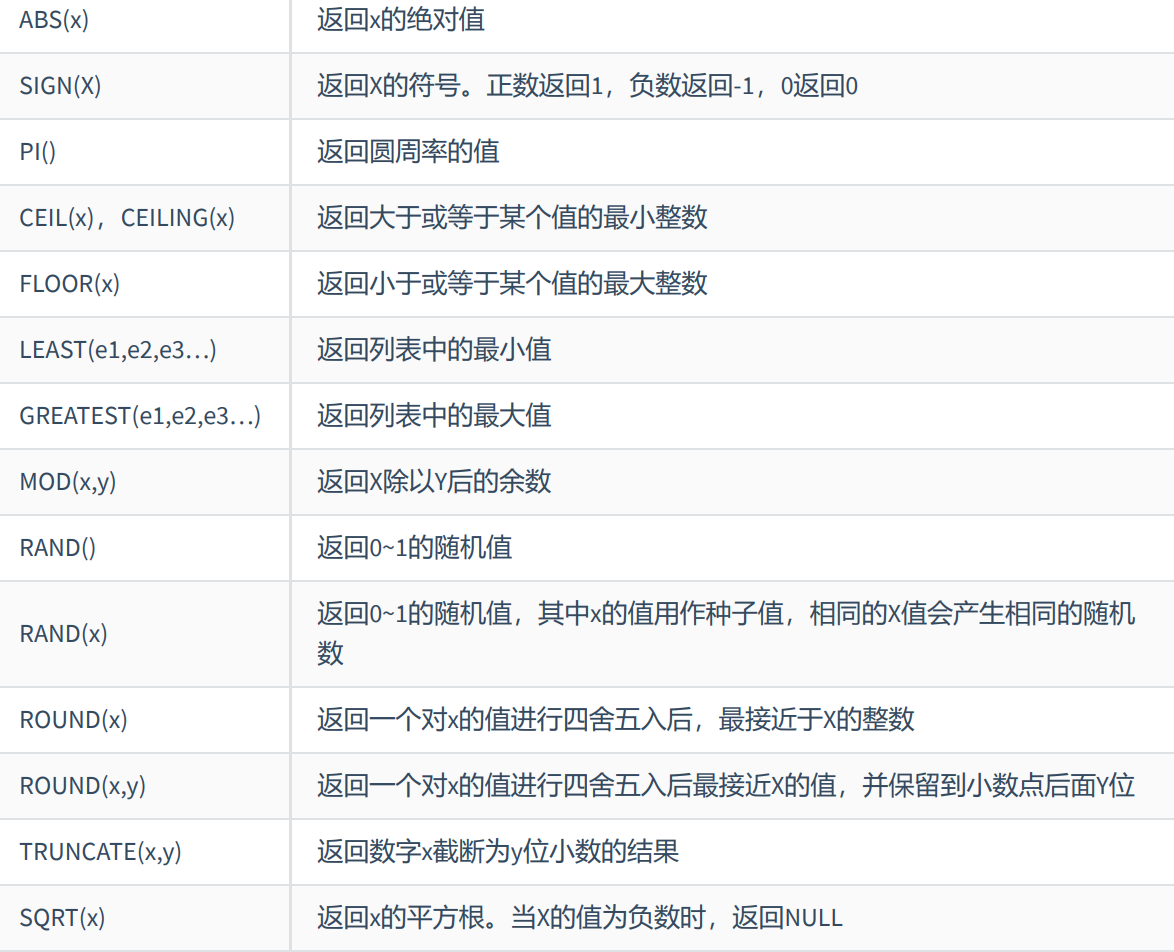 ABS(x) 返回x的绝对值
SIGN(X) 返回X的符号。正数返回1，负数返回-1，0返回0
PI() 返回圆周率的值
CEIL(x)，CEILING(x) 返回大于或等于某个值的最小整数
FLOOR(x) 返回小于或等于某个值的最大整数
LEAST(e1,e2,e3…) 返回列表中的最小值
GREATEST(e1,e2,e3…) 返回列表中的最大值
MOD(x,y) 返回X除以Y后的余数
RAND() 返回0~1的随机值
RAND(x) 返回0~1的随机值，其中x的值用作种子值，相同的X值会产生相同的随机
数
ROUND(x) 返回一个对x的值进行四舍五入后，最接近于X的整数
ROUND(x,y) 返回一个对x的值进行四舍五入后最接近X的值，并保留到小数点后面Y位
TRUNCATE(x,y) 返回数字x截断为y位小数的结果
SQRT(x) 返回x的平方根。当X的值为负数时，返回NULL